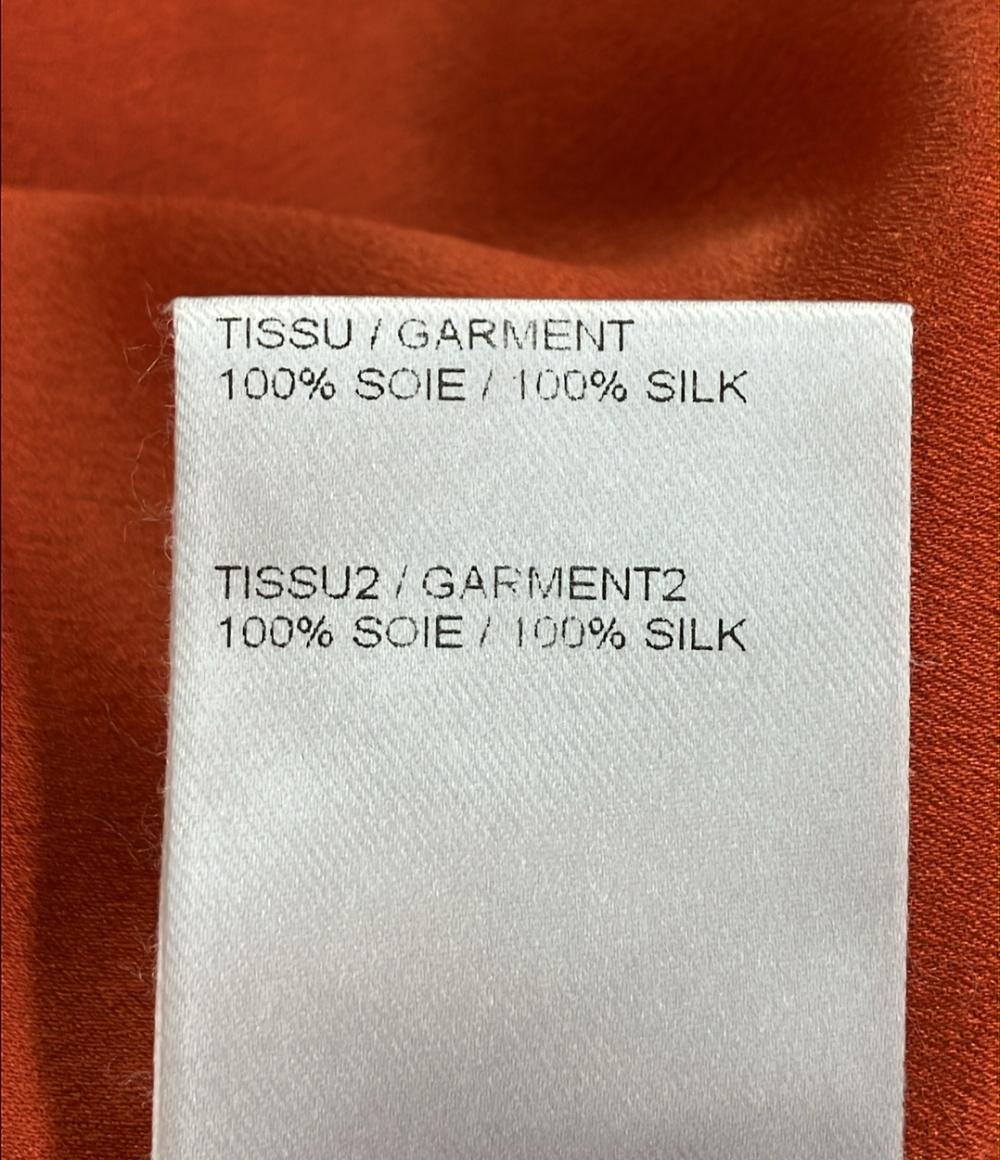 TISSU / GARMENT
100% SOIE / 100% SILK
TISSU2 / GARMENT2
100% SOIE / 100% SILK